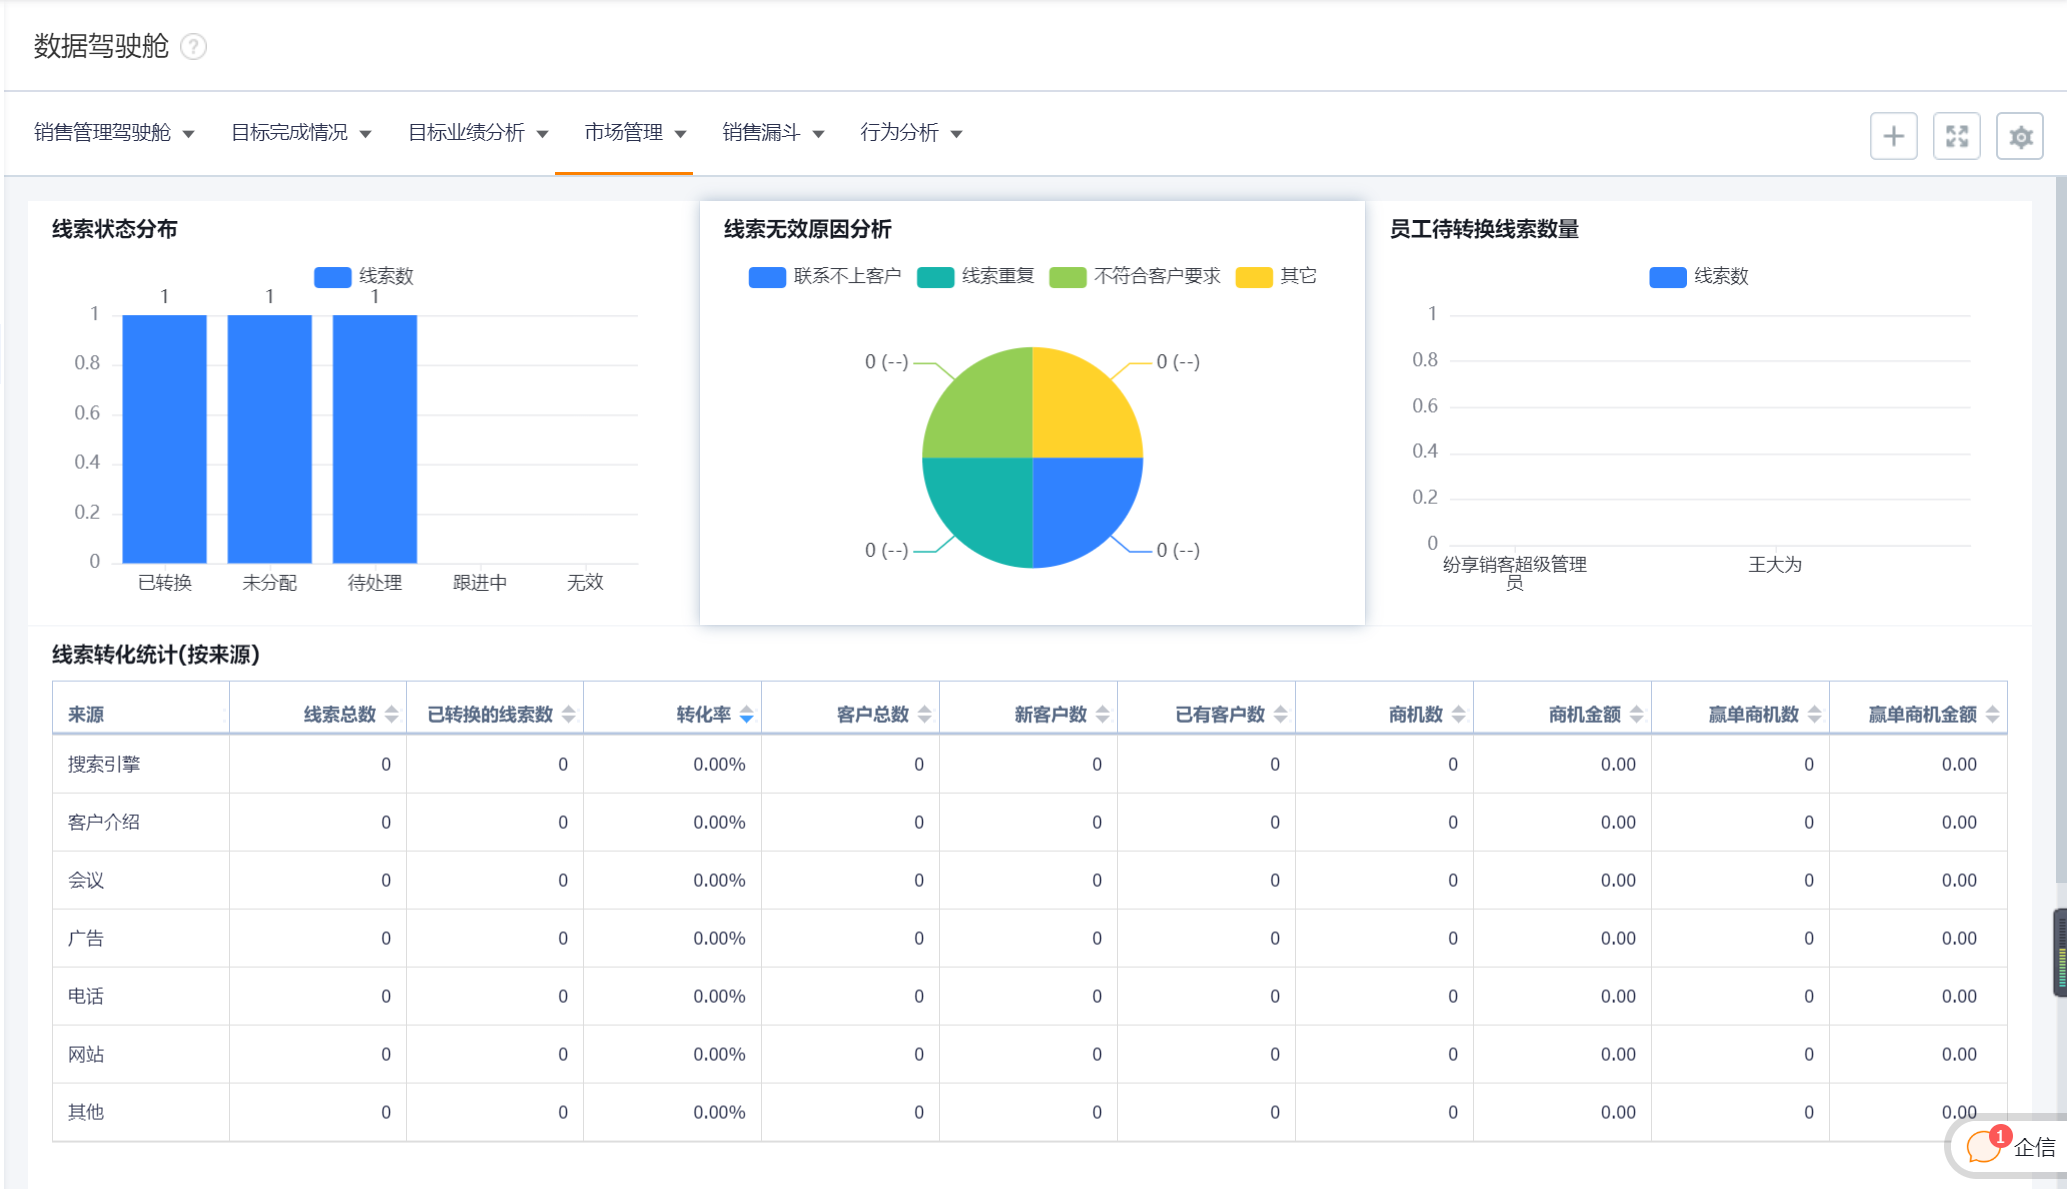 数据驾驶舱 ?
销售管理驾驶舱 目标完成情况 目标业绩分析 市场管理 销售漏斗 行为分析
线索状态分布
线索数
1 1 1
1
0.8
0.6
0.4
0.2
0
已转换 未分配 待处理 跟进中 无效
线索无效原因分析
联系不上客户 线索重复 不符合客户要求 其它
0 (--) 0 (--)
0 (--) 0 (--)
员工待转换线索数量
线索数
1
0.8
0.6
0.4
0.2
0
纷享销客超级管理
员
王大为
线索转化统计(按来源)
来源 线索总数 已转换的线索数 转化率 客户总数 新客户数 已有客户数 商机数 商机金额 赢单商机数 赢单商机金额
搜索引擎 0 0 0.00% 0 0 0 0 0.00 0 0.00
客户介绍 0 0 0.00% 0 0 0 0 0.00 0 0.00
会议 0 0 0.00% 0 0 0 0 0.00 0 0.00
广告 0 0 0.00% 0 0 0 0 0.00 0 0.00
电话 0 0 0.00% 0 0 0 0 0.00 0 0.00
网站 0 0 0.00% 0 0 0 0 0.00 0 0.00
其他 0 0 0.00% 0 0 0 0 0.00 0 0.00
1 企信